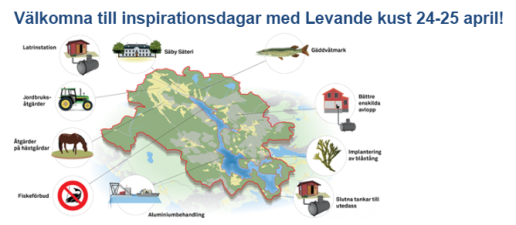 Välkomna till inspirationsdagar med Levande kust 24-25 april!
Latrinstation
Säby Säteri
Gäddvåtmark
Jordbruks-
åtgärder
Bättre
enskilda
avlopp
Åtgärder
på hästgårdar
Implantering
av blåstång
Fiskeförbud
Aluminiumbehandling
Slutna tankar till
utedass